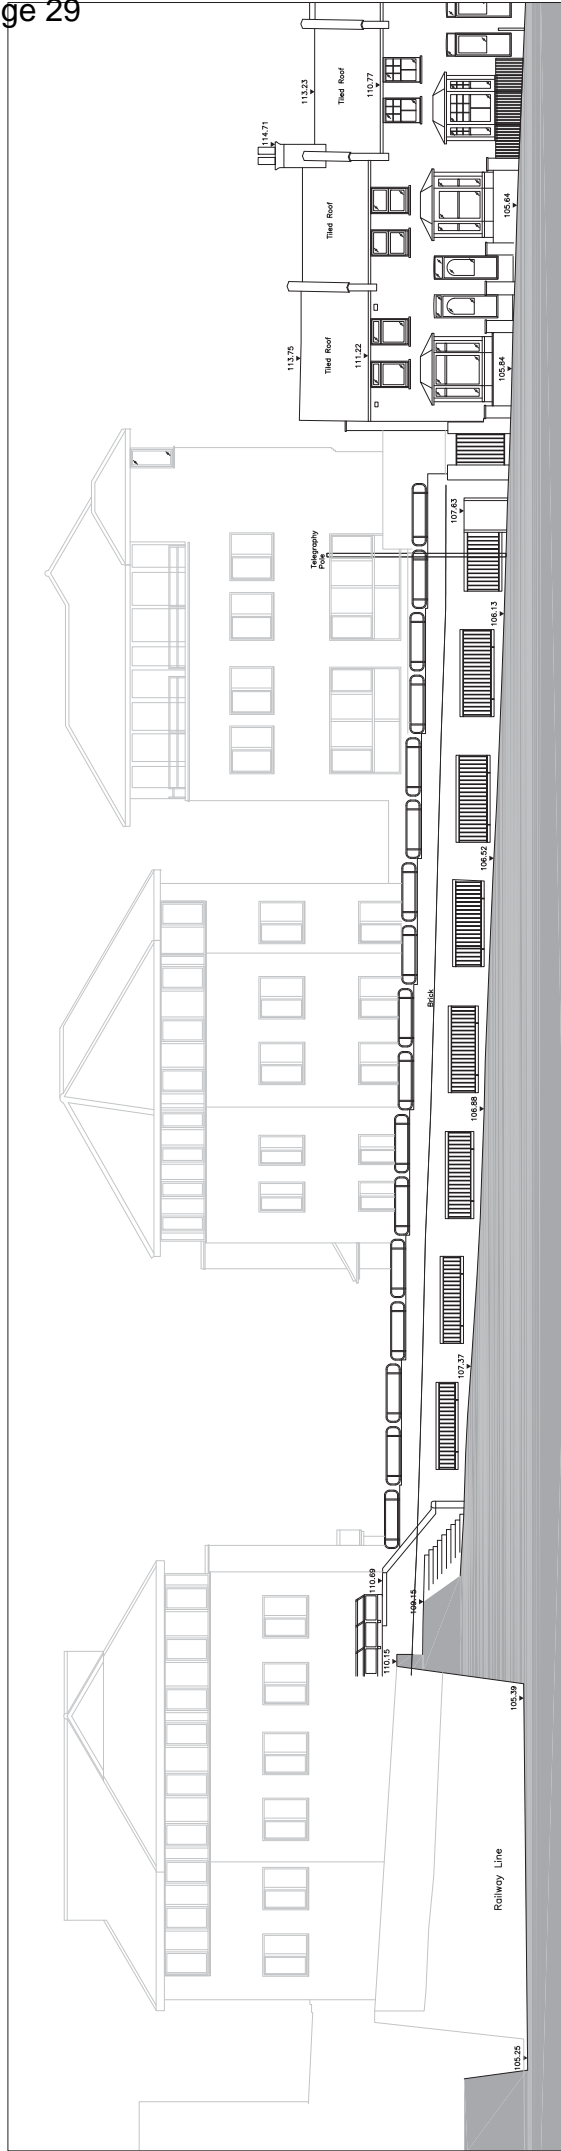 ge 29
114.71
113.23
Tiled Roof
110.77
Tiled Roof
105.64
113.75
Tiled Roof
111.22
105.84
Telegraphy
Pole
107.63
106.13
106.52
Brick
106.88
107.37
110.69
109.15
110.15
105.39
Railway Line
105.25